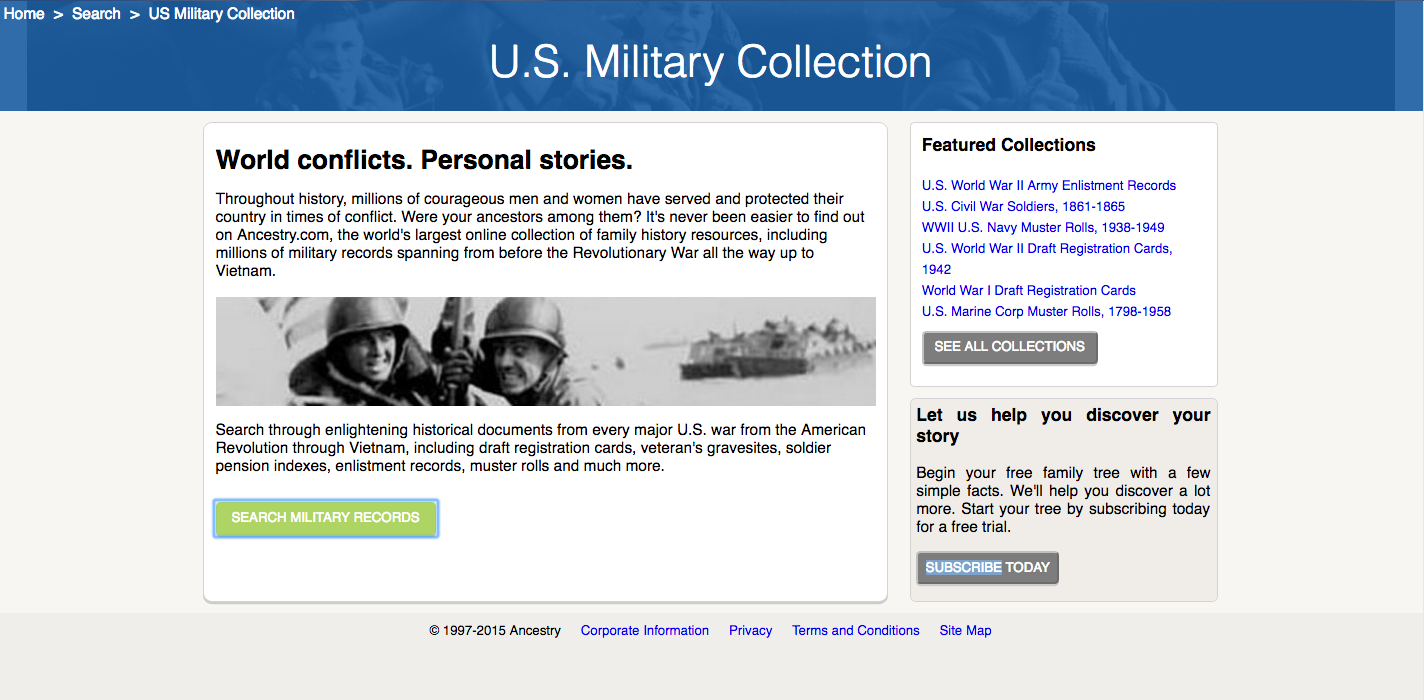 Home > Search > US Military Collection
U.S. Military Collection
World conflicts. Personal stories.
Throughout history, millions of courageous men and women have served and protected their
country in times of conflict. Were your ancestors among them? It's never been easier to find out
on Ancestry.com, the world's largest online collection of family history resources, including
millions of military records spanning from before the Revolutionary War all the way up to
Vietnam.
Search through enlightening historical documents from every major U.S. war from the American
Revolution through Vietnam, including draft registration cards, veteran's gravesites, soldier
pension indexes, enlistment records, muster rolls and much more.
SEARCH MILITARY RECORDS
Featured Collections
U.S. World War II Army Enlistment Records
U.S. Civil War Soldiers, 1861-1865
WWII U.S. Navy Muster Rolls, 1938-1949
U.S. World War II Draft Registration Cards,
1942
World War I Draft Registration Cards
U.S. Marine Corp Muster Rolls, 1798-1958
SEE ALL COLLECTIONS
Let us help you discover your
story
Begin your free family tree with a few
simple facts. We'll help you discover a lot
more. Start your tree by subscribing today
for a free trial.
SUBSCRIBE TODAY
© 1997-2015 Ancestry Corporate Information Privacy Terms and Conditions Site Map